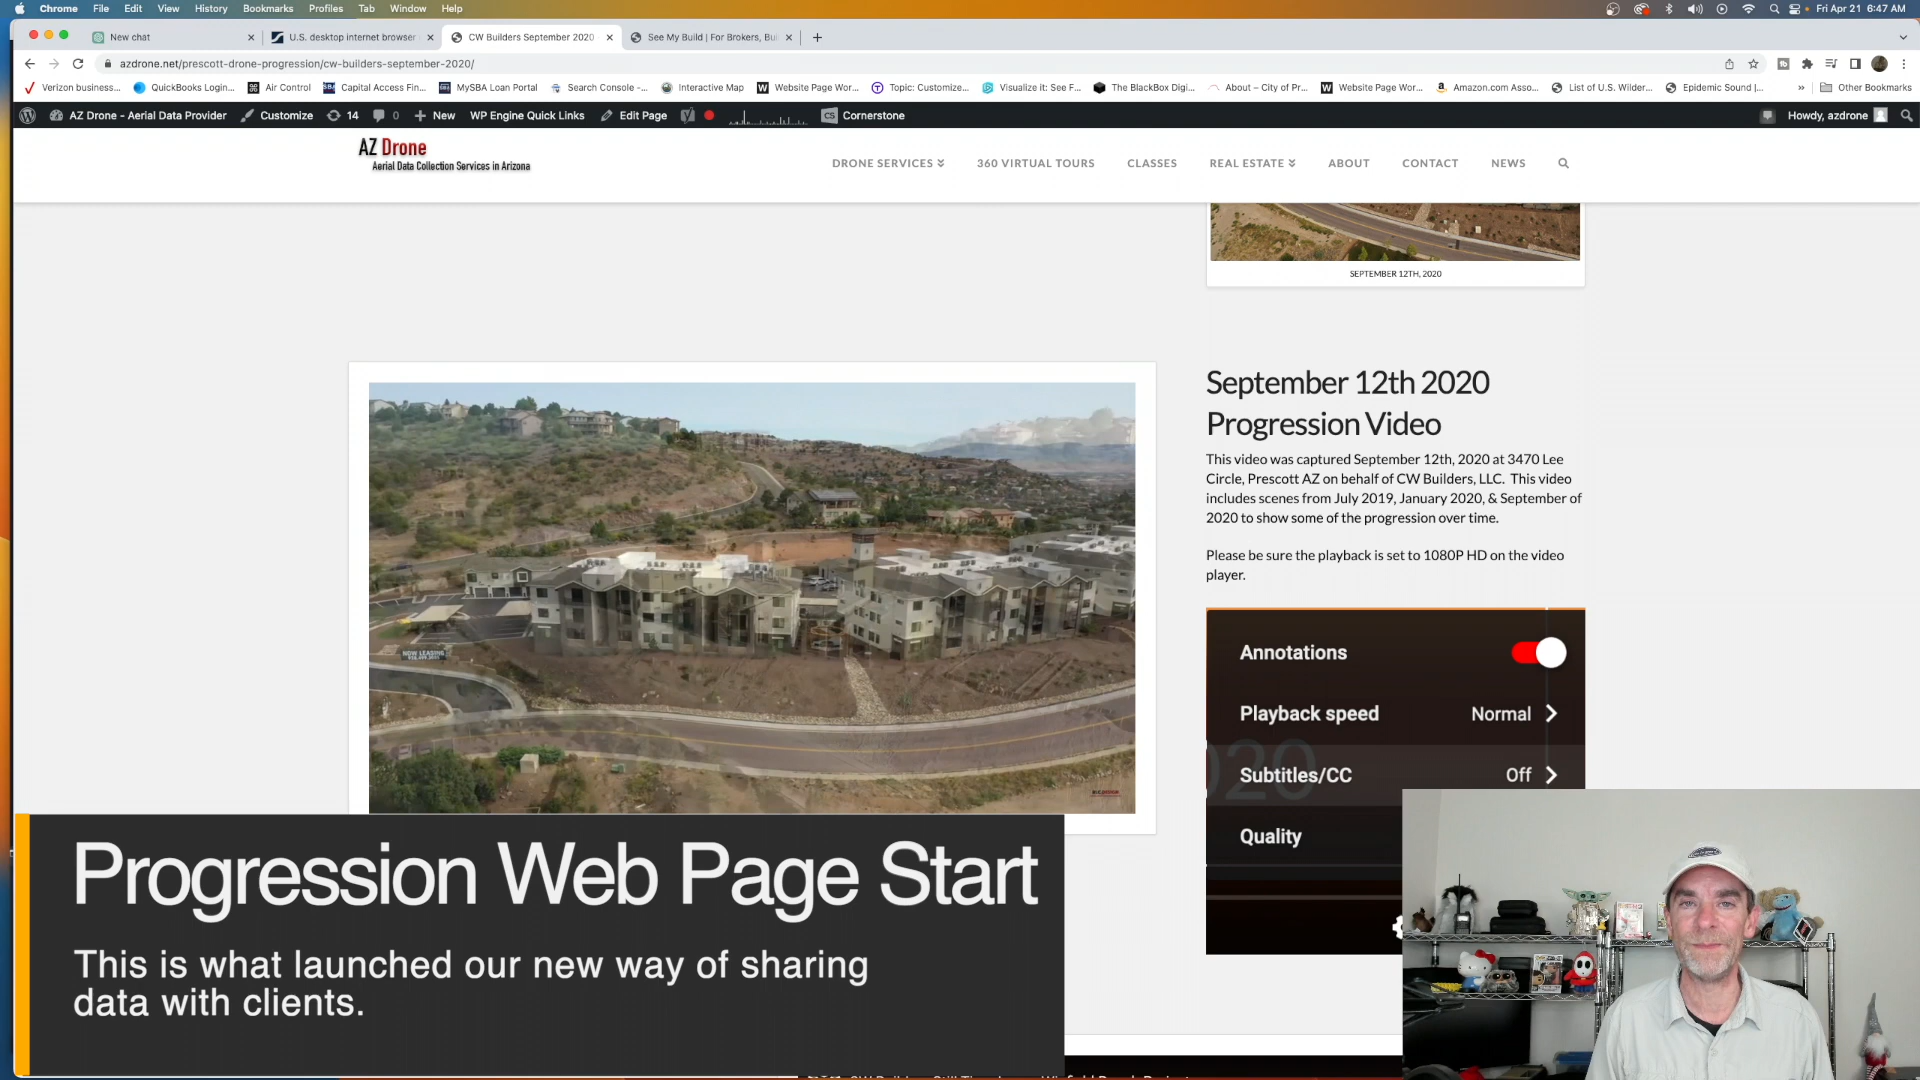 Chrome File Edit View History Bookmarks Profiles Tab Window Help Fri Apr 21 6:47 AM
New chat U.S. desktop internet browser CW Builders September 2020 See My Build | For Brokers, Bui
azdrone.net/prescott-drone-progression/cw-builders-september-2020/
Verizon business... QuickBooks Login... Air Control Capital Access Fin... MySBA Loan Portal Search Console -... Interactive Map Website Page Wor... Topic: Customize... Visualize it: See F... The BlackBox Digi... About – City of Pr... Website Page Wor... Amazon.com Asso... List of U.S. Wilder... Epidemic Sound |... Other Bookmarks
AZ Drone - Aerial Data Provider Customize 14 0 New WP Engine Quick Links Edit Page CS Cornerstone Howdy, azdrone
AZ Drone
Aerial Data Collection Services in Arizona
DRONE SERVICES 360 VIRTUAL TOURS CLASSES REAL ESTATE ABOUT CONTACT NEWS
SEPTEMBER 12TH, 2020
September 12th 2020
Progression Video
This video was captured September 12th, 2020 at 3470 Lee
Circle, Prescott AZ on behalf of CW Builders, LLC. This video
includes scenes from July 2019, January 2020, & September of
2020 to show some of the progression over time.
Please be sure the playback is set to 1080P HD on the video
player.
NOW LEASING
Annotations
Playback speed Normal
Subtitles/CC Off
Quality
Progression Web Page Start
This is what launched our new way of sharing
data with clients.